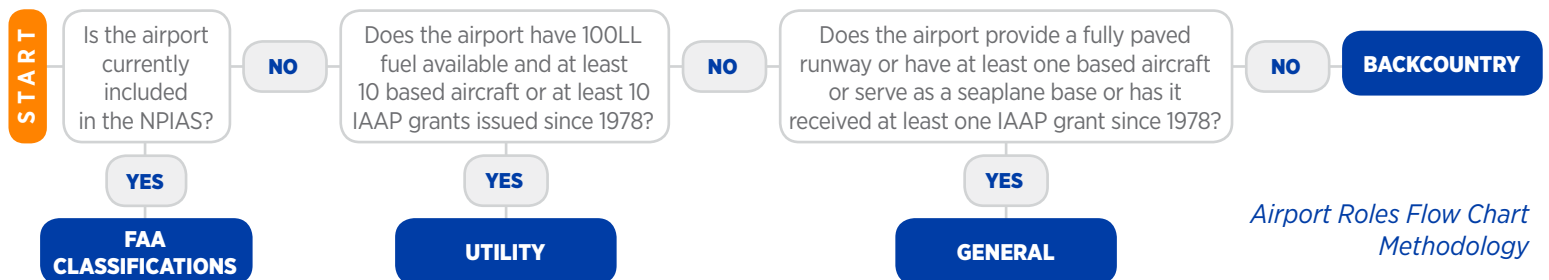 START
Is the airport
currently
included
in the NPIAS?
NO
Does the airport have 100LL
fuel available and at least
10 based aircraft or at least 10
IAAP grants issued since 1978?
NO
Does the airport provide a fully paved
runway or have at least one based aircraft
or serve as a seaplane base or has it
received at least one IAAP grant since 1978?
NO
BACKCOUNTRY
YES
YES
YES
FAA
CLASSIFICATIONS
UTILITY
GENERAL
Airport Roles Flow Chart
Methodology